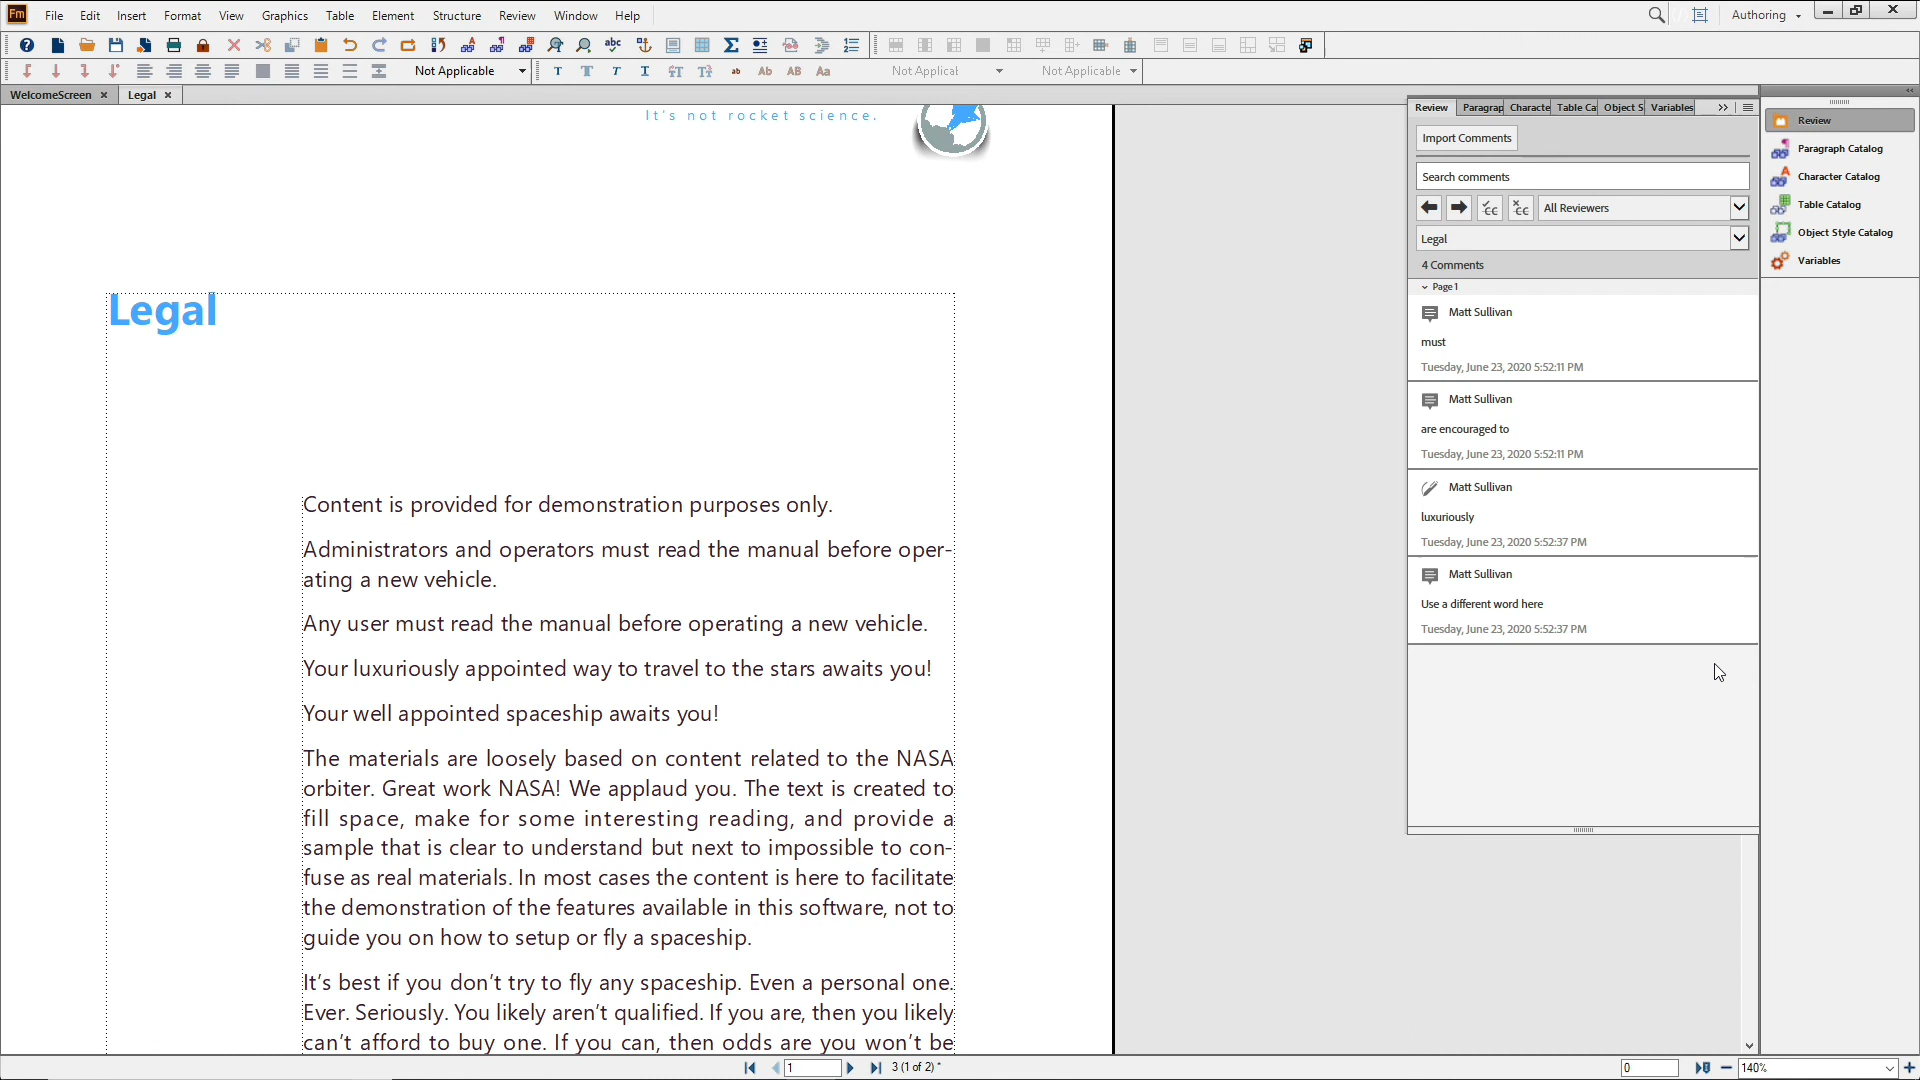 Fm File Edit Insert Format View Graphics Table Element Structure Review Window Help Authoring
Not Applicable Not Applicat Not Applicable
WelcomeScreen × Legal ×
It's not rocket science.
Legal
Content is provided for demonstration purposes only.
Administrators and operators must read the manual before oper-
ating a new vehicle.
Any user must read the manual before operating a new vehicle.
Your luxuriously appointed way to travel to the stars awaits you!
Your well appointed spaceship awaits you!
The materials are loosely based on content related to the NASA
orbiter. Great work NASA! We applaud you. The text is created to
fill space, make for some interesting reading, and provide a
sample that is clear to understand but next to impossible to con-
fuse as real materials. In most cases the content is here to facilitate
the demonstration of the features available in this software, not to
guide you on how to setup or fly a spaceship.
It's best if you don't try to fly any spaceship. Even a personal one.
Ever. Seriously. You likely aren't qualified. If you are, then you likely
can't afford to buy one. If you can, then odds are you won't be
Review Paragrap Characte Table Cat Object S Variables
Import Comments
Search comments
All Reviewers
Legal
4 Comments
Page 1
Matt Sullivan
must
Tuesday, June 23, 2020 5:52:11 PM
Matt Sullivan
are encouraged to
Tuesday, June 23, 2020 5:52:11 PM
Matt Sullivan
luxuriously
Tuesday, June 23, 2020 5:52:37 PM
Matt Sullivan
Use a different word here
Tuesday, June 23, 2020 5:52:37 PM
Review
Paragraph Catalog
Character Catalog
Table Catalog
Object Style Catalog
Variables
1 3 (1 of 2) * 0 140%